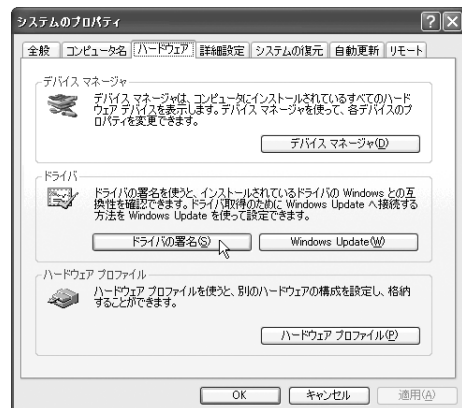 システムのプロパティ
全般 コンピュータ名 ハードウェア 詳細設定 システムの復元 自動更新 リモート
デバイス マネージャ
デバイス マネージャは、コンピュータにインストールされているすべてのハード
ウェア デバイスを表示します。デバイス マネージャを使って、各デバイスのプ
ロパティを変更できます。
デバイス マネージャ(D)
ドライバ
ドライバの署名を使うと、インストールされているドライバの Windows との互
換性を確認できます。ドライバ取得のために Windows Update へ接続する
方法を Windows Update を使って設定できます。
ドライバの署名(S)
Windows Update(W)
ハードウェア プロファイル
ハードウェア プロファイルを使うと、別のハードウェアの構成を設定し、格納
することができます。
ハードウェア プロファイル(P)
OK
キャンセル
適用(A)